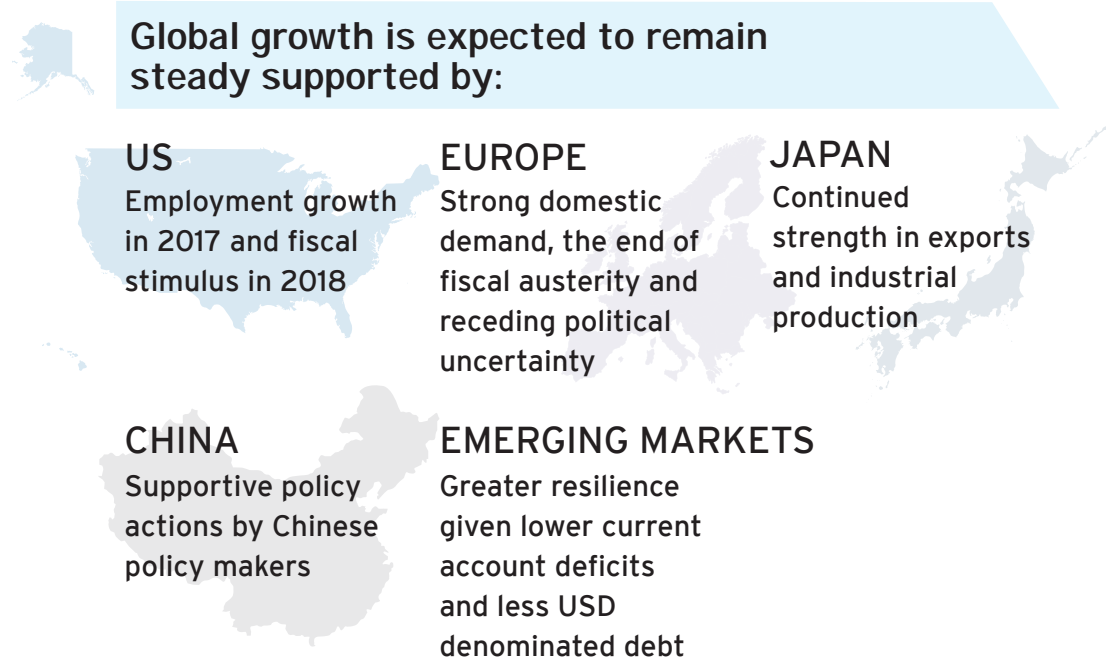 Global growth is expected to remain
steady supported by:
US
Employment growth
in 2017 and fiscal
stimulus in 2018
EUROPE
Strong domestic
demand, the end of
fiscal austerity and
receding political
uncertainty
JAPAN
Continued
strength in exports
and industrial
production
CHINA
Supportive policy
actions by Chinese
policy makers
EMERGING MARKETS
Greater resilience
given lower current
account deficits
and less USD
denominated debt